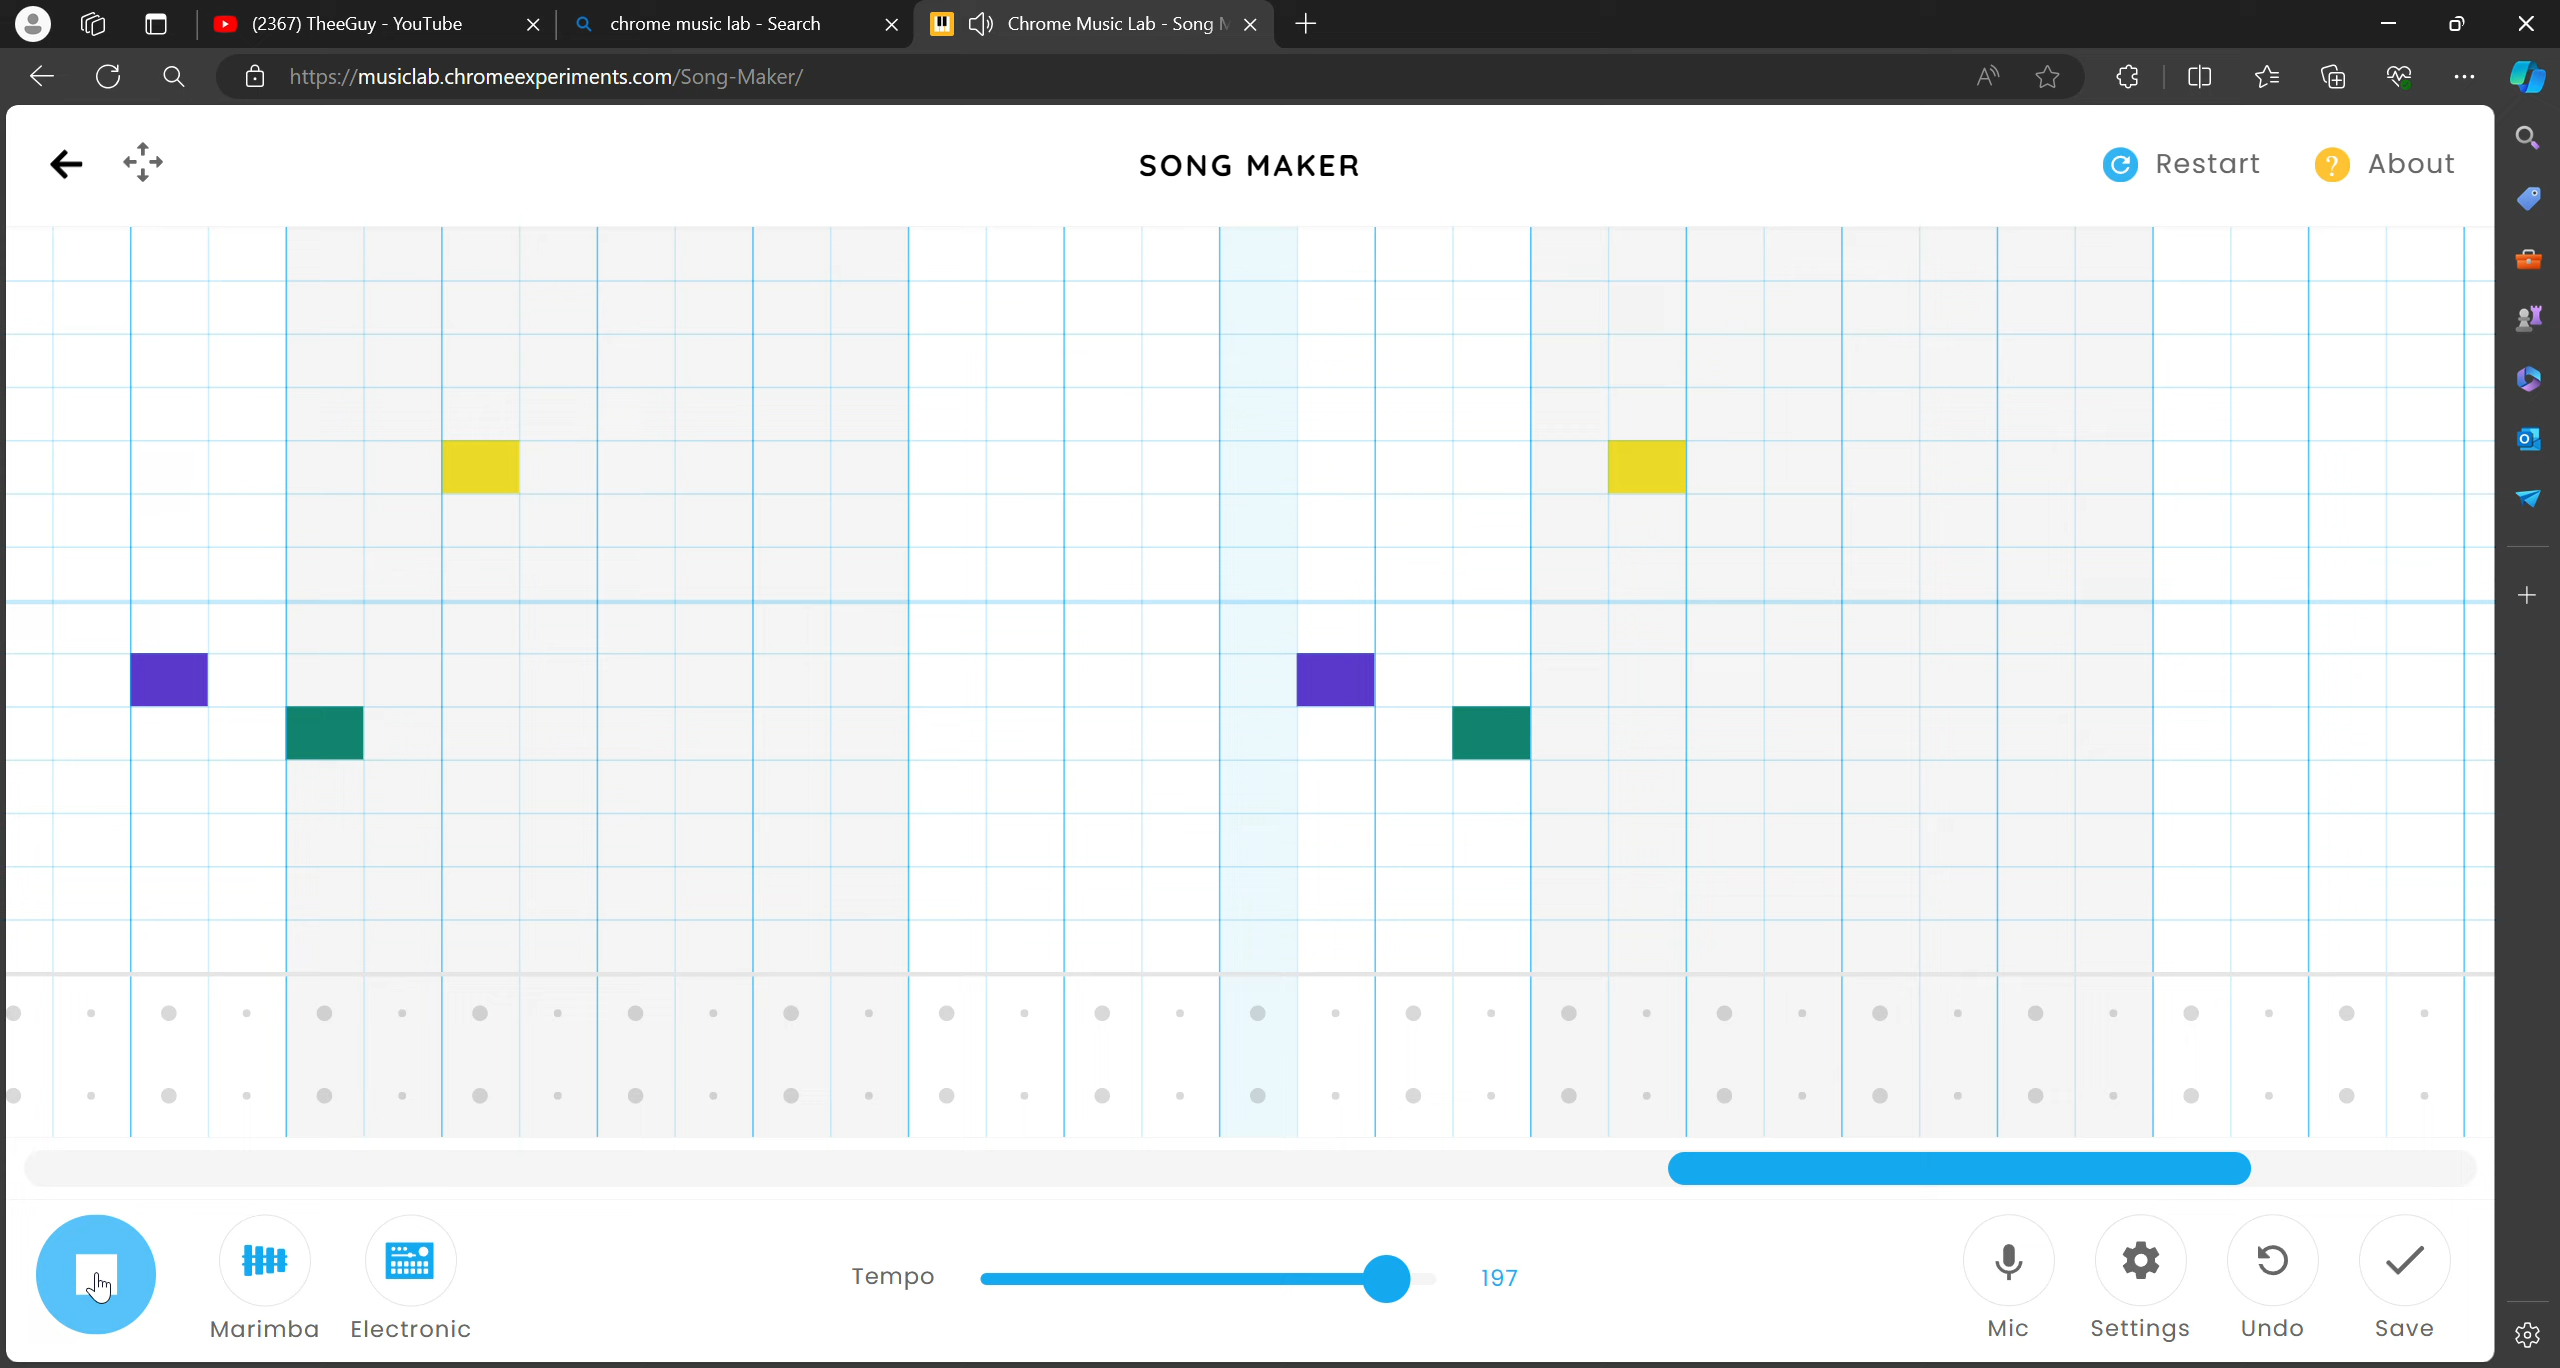 (2367) TheeGuy - YouTube
chrome music lab - Search
Chrome Music Lab - Song M
https://musiclab.chromeexperiments.com/Song-Maker/
SONG MAKER
Restart
? About
Tempo
197
Marimba
Electronic
Mic
Settings
Undo
Save